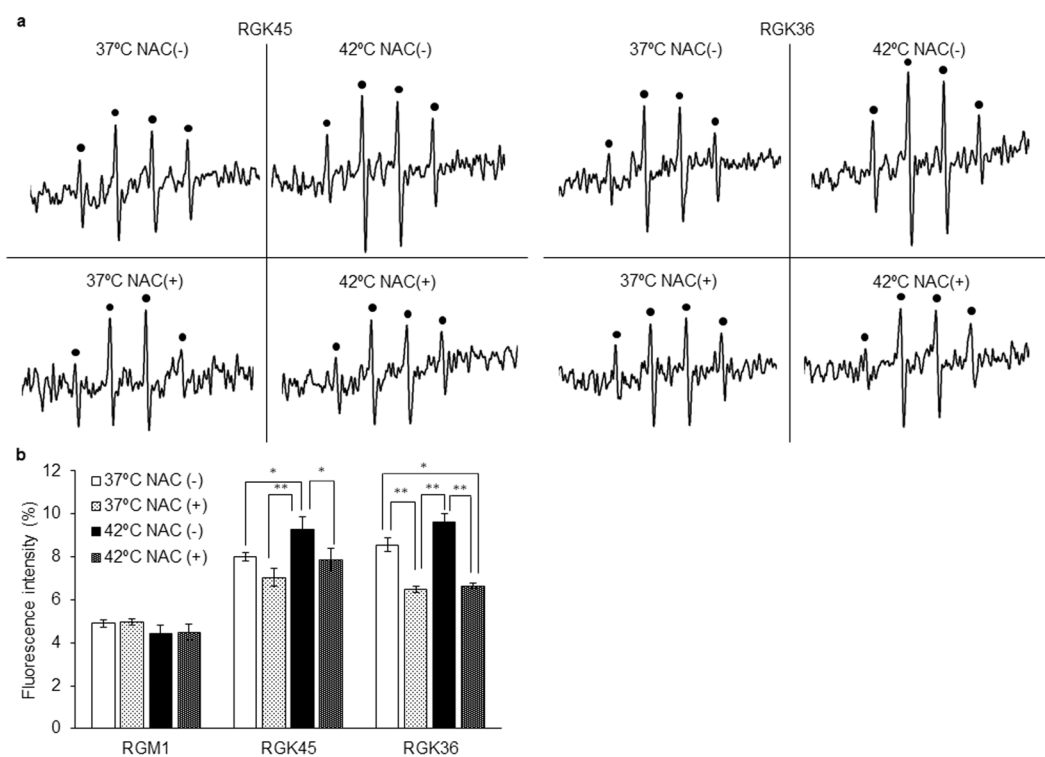 a
RGK45
RGK36
37ºC NAC(-)
42ºC NAC(-)
37ºC NAC(-)
42ºC NAC(-)
37ºC NAC(+)
42ºC NAC(+)
37ºC NAC(+)
42ºC NAC(+)
b
12
10
8
6
4
2
0
Fluorescence intensity (%)
37ºC NAC (-)
37ºC NAC (+)
42ºC NAC (-)
42ºC NAC (+)
*
**
*
*
**
**
**
RGM1
RGK45
RGK36